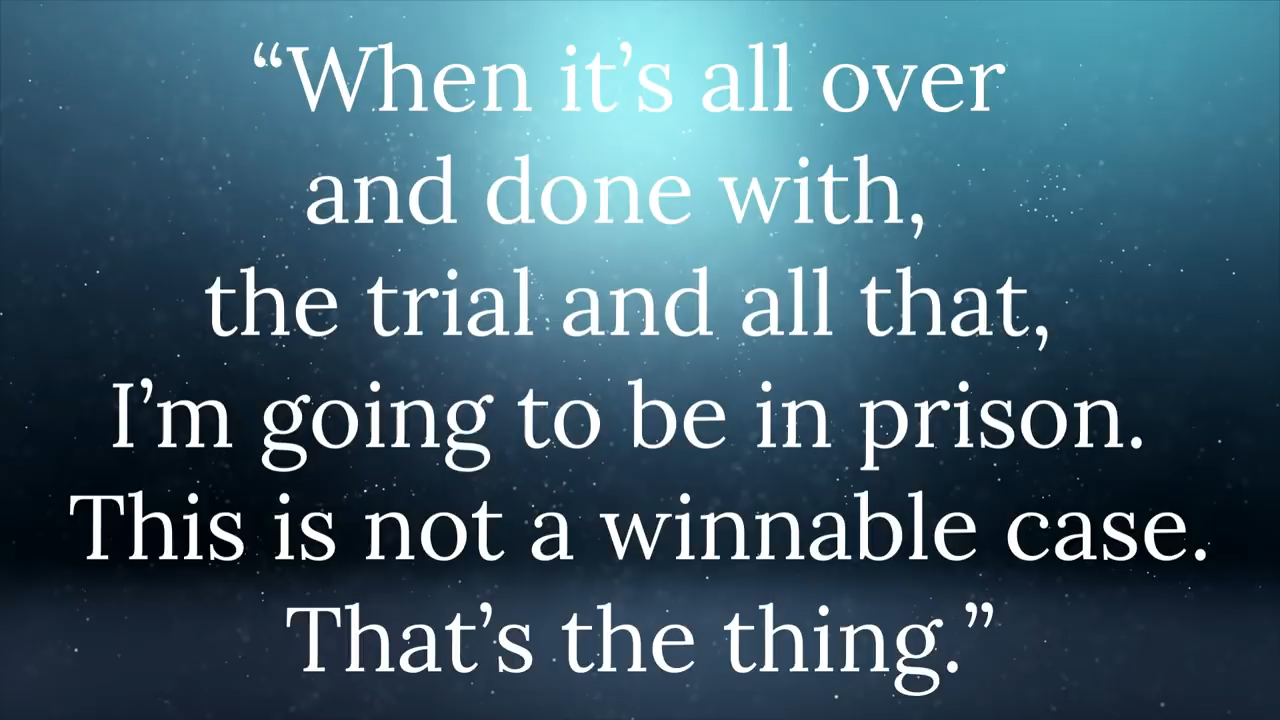 “When it’s all over
and done with,
the trial and all that,
I’m going to be in prison.
This is not a winnable case.
That’s the thing.”